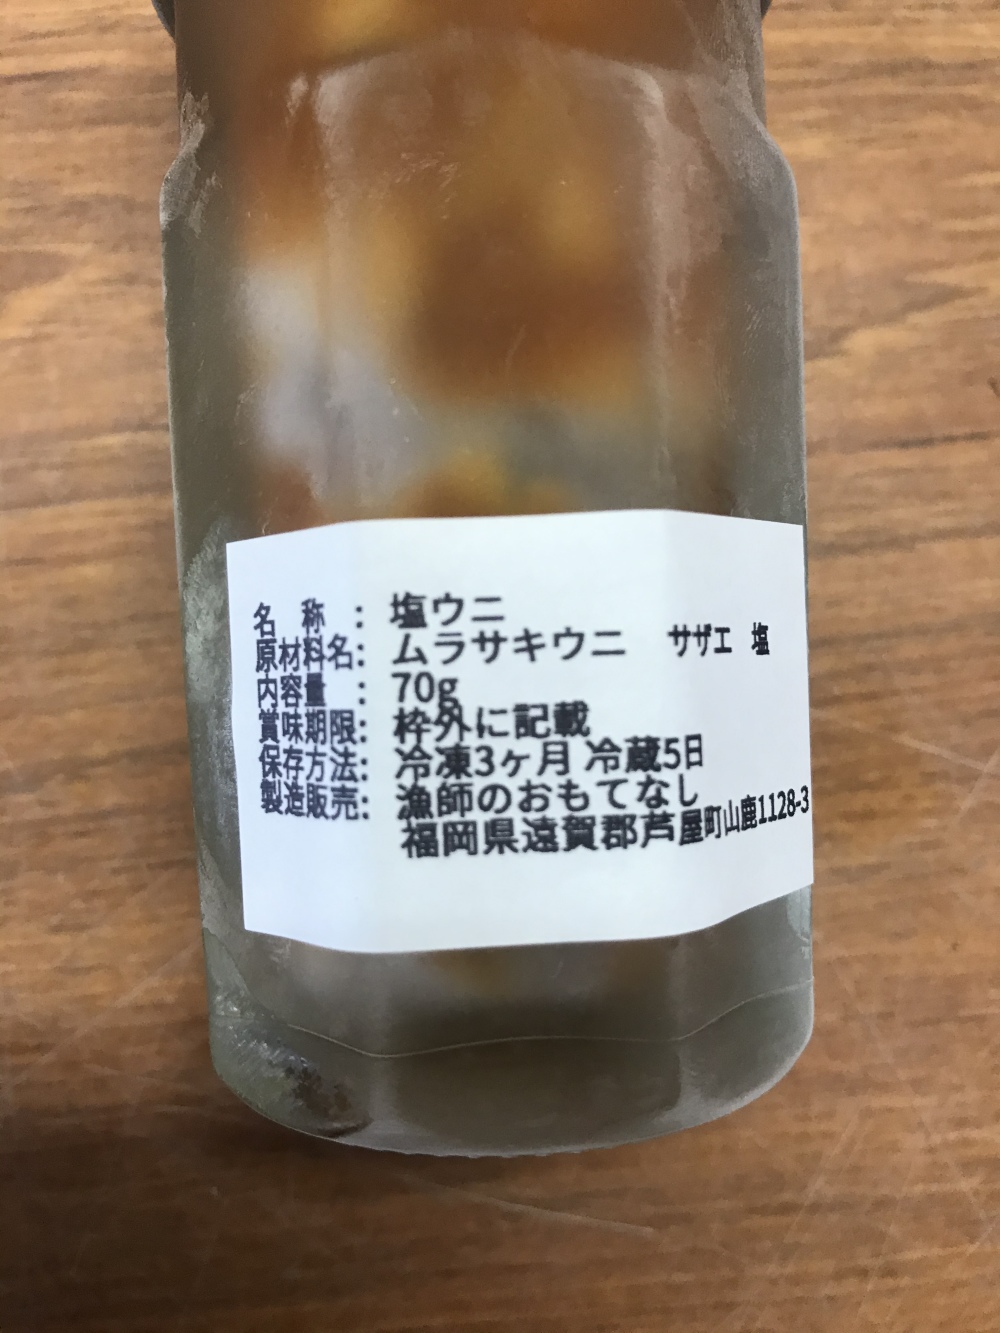 名 称 : 塩ウニ
原材料名: ムラサキウニ サザエ 塩
内容量 : 70g
賞味期限: 枠外に記載
保存方法: 冷凍3ヶ月 冷蔵5日
製造販売: 漁師のおもてなし
福岡県遠賀郡芦屋町山鹿1128-3